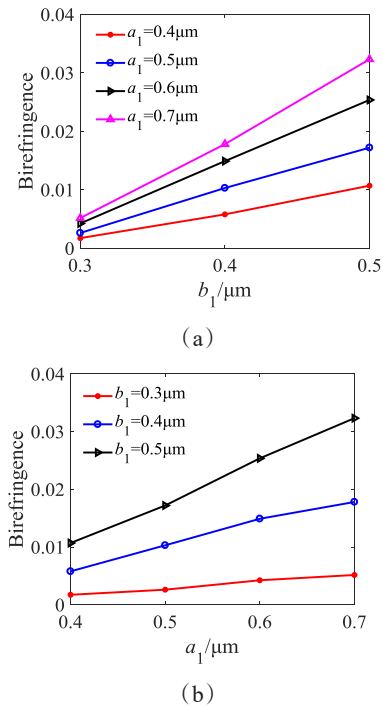 0.04
0.03
0.02
0.01
0
Birefringence
a1=0.4μm
a1=0.5μm
a1=0.6μm
a1=0.7μm
0.3 0.4 0.5
b1/μm
(a)
0.04
0.03
0.02
0.01
0
Birefringence
b1=0.3μm
b1=0.4μm
b1=0.5μm
0.4 0.5 0.6 0.7
a1/μm
(b)